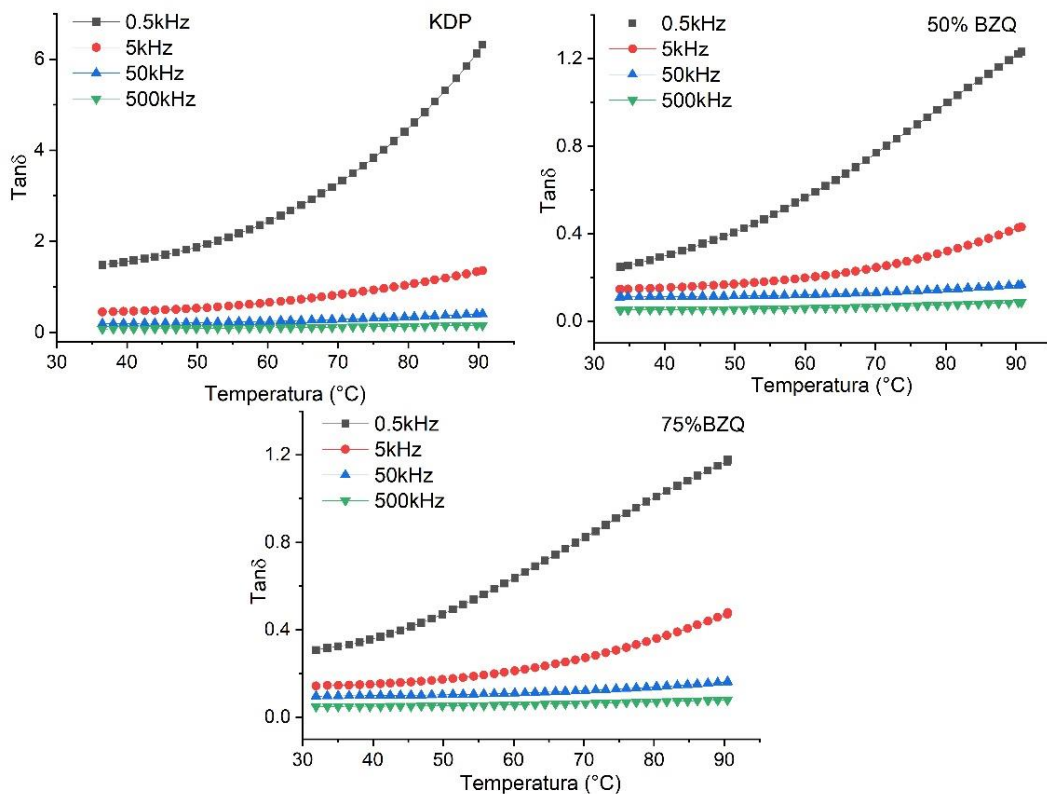 KDP
0.5kHz
5kHz
50kHz
500kHz
Tanδ
6
4
2
0
30 40 50 60 70 80 90
Temperatura (°C)
50% BZQ
0.5kHz
5kHz
50kHz
500kHz
Tanδ
1.2
0.8
0.4
0.0
30 40 50 60 70 80 90
Temperatura (°C)
75%BZQ
0.5kHz
5kHz
50kHz
500kHz
Tanδ
1.2
0.8
0.4
0.0
30 40 50 60 70 80 90
Temperatura (°C)